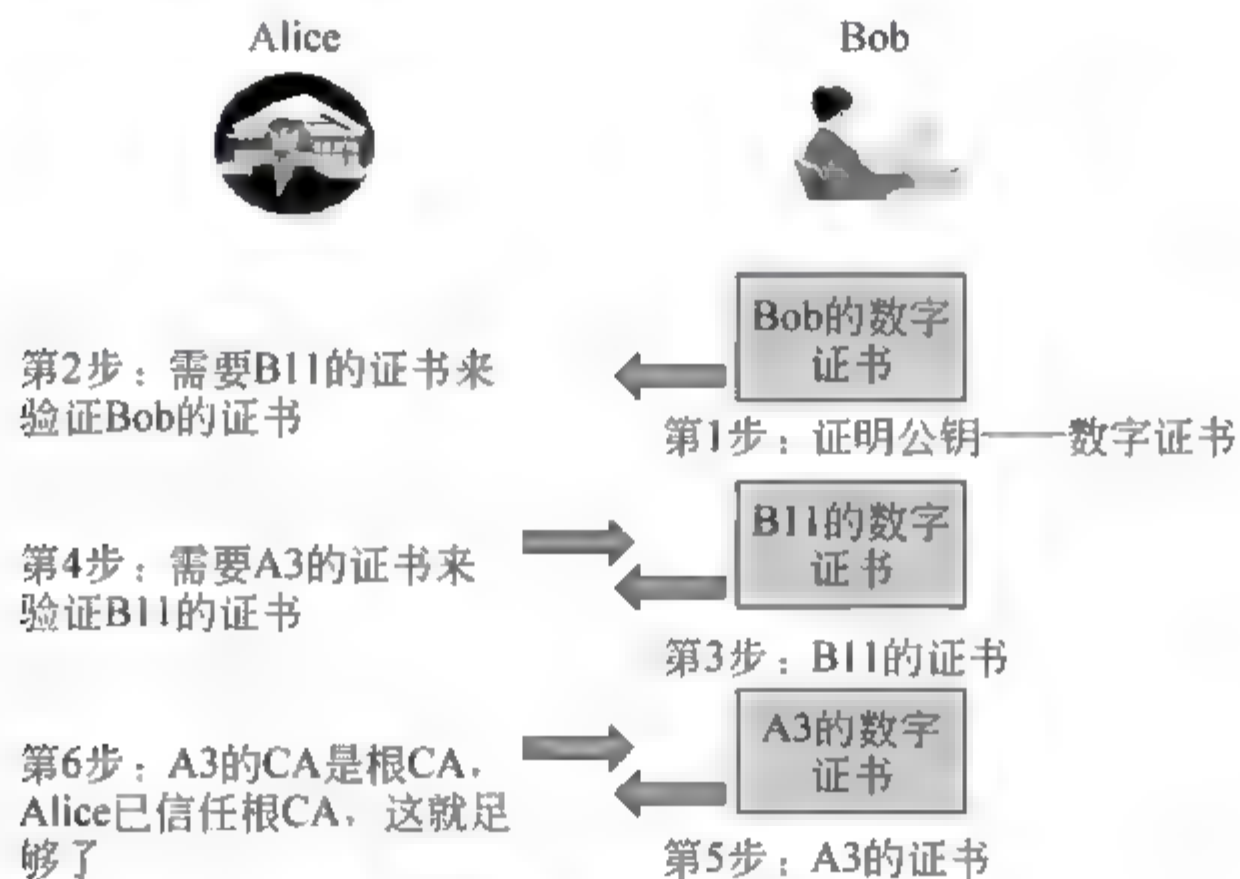 Alice
Bob
Bob的数字
证书
第2步：需要B11的证书来
验证Bob的证书
第1步：证明公钥——数字证书
B11的数字
证书
第4步：需要A3的证书来
验证B11的证书
第3步：B11的证书
A3的数字
证书
第6步：A3的CA是根CA，
Alice已信任根CA，这就足
够了
第5步：A3的证书